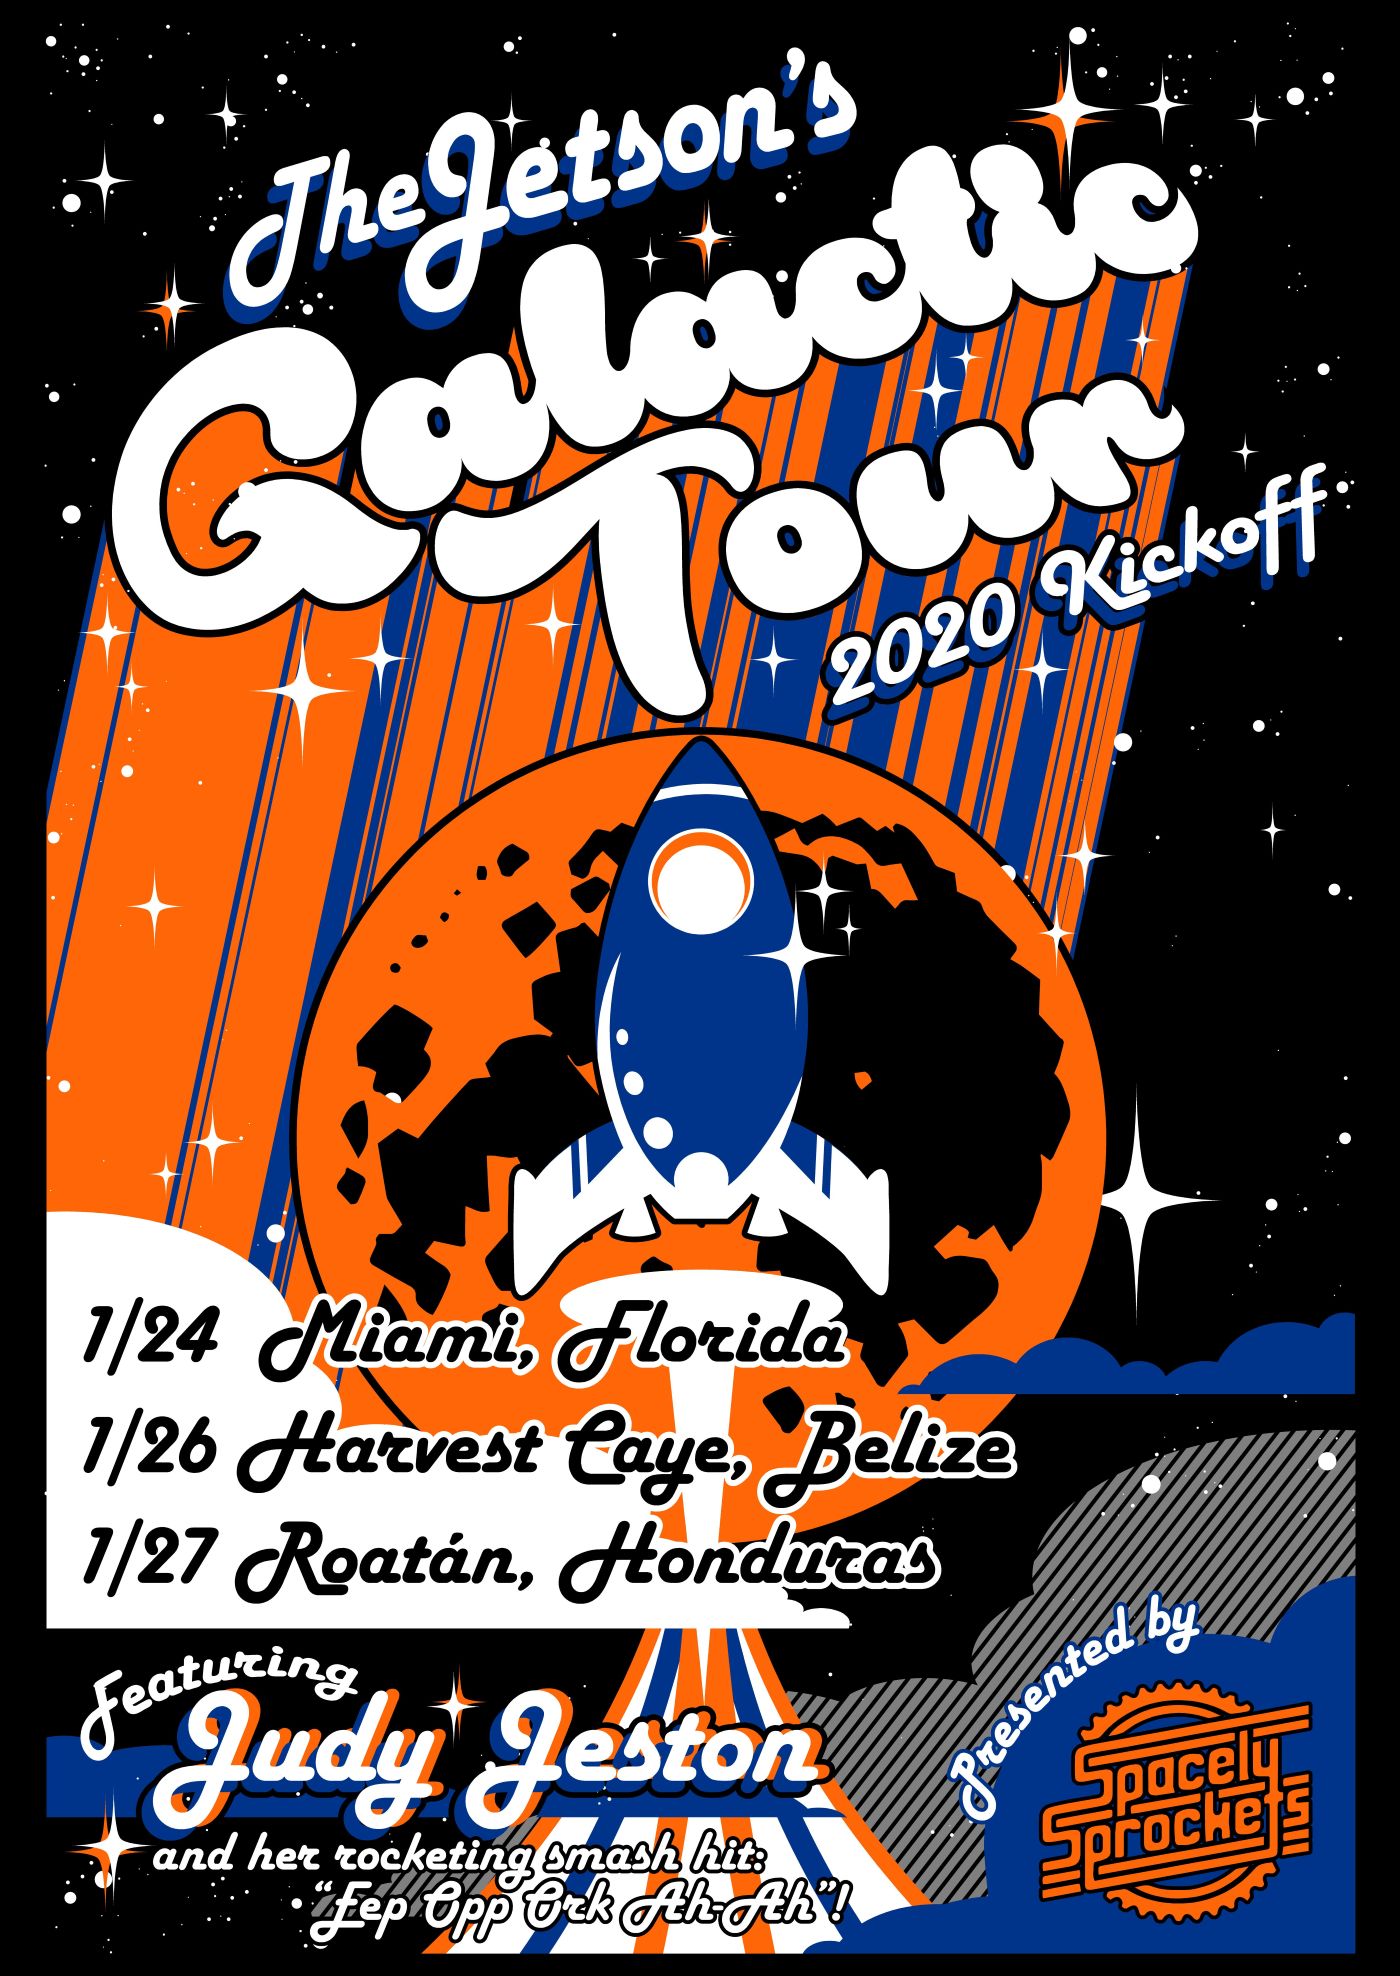 The Jetson's
Galactic
Tour
2020 Kickoff
1/24 Miami, Florida
1/26 Harvest Caye, Belize
1/27 Roatán, Honduras
Featuring
Judy Jeston
and her rocketing smash hit:
“Eep Opp Ork Ah-Ah”!
Presented by
Spacely
Sprockets